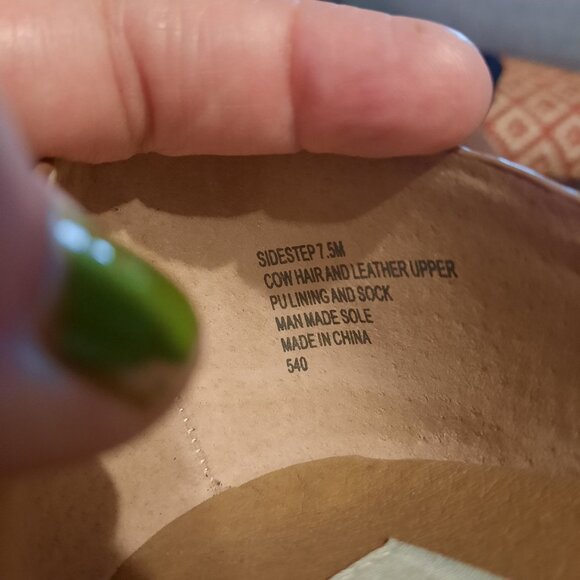 SIDESTEP 7.5M
COW HAIR AND LEATHER UPPER
PU LINING AND SOCK
MAN MADE SOLE
MADE IN CHINA
540